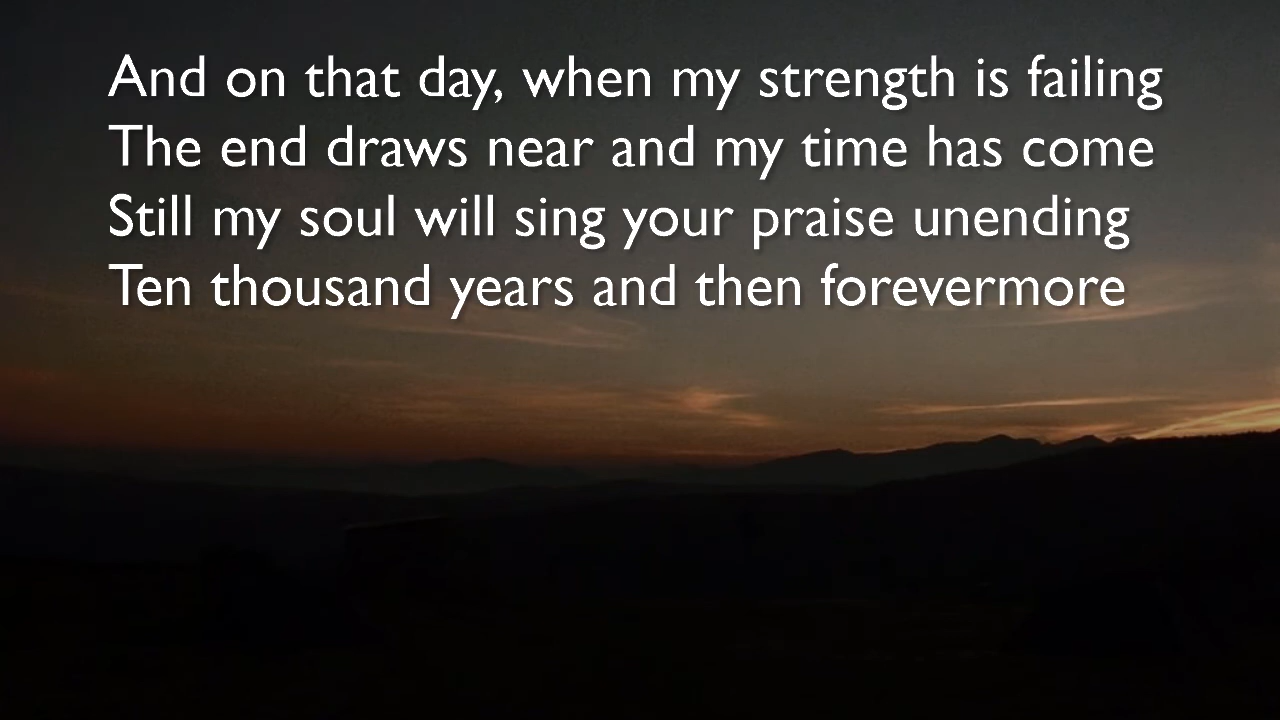 And on that day, when my strength is failing
The end draws near and my time has come
Still my soul will sing your praise unending
Ten thousand years and then forevermore